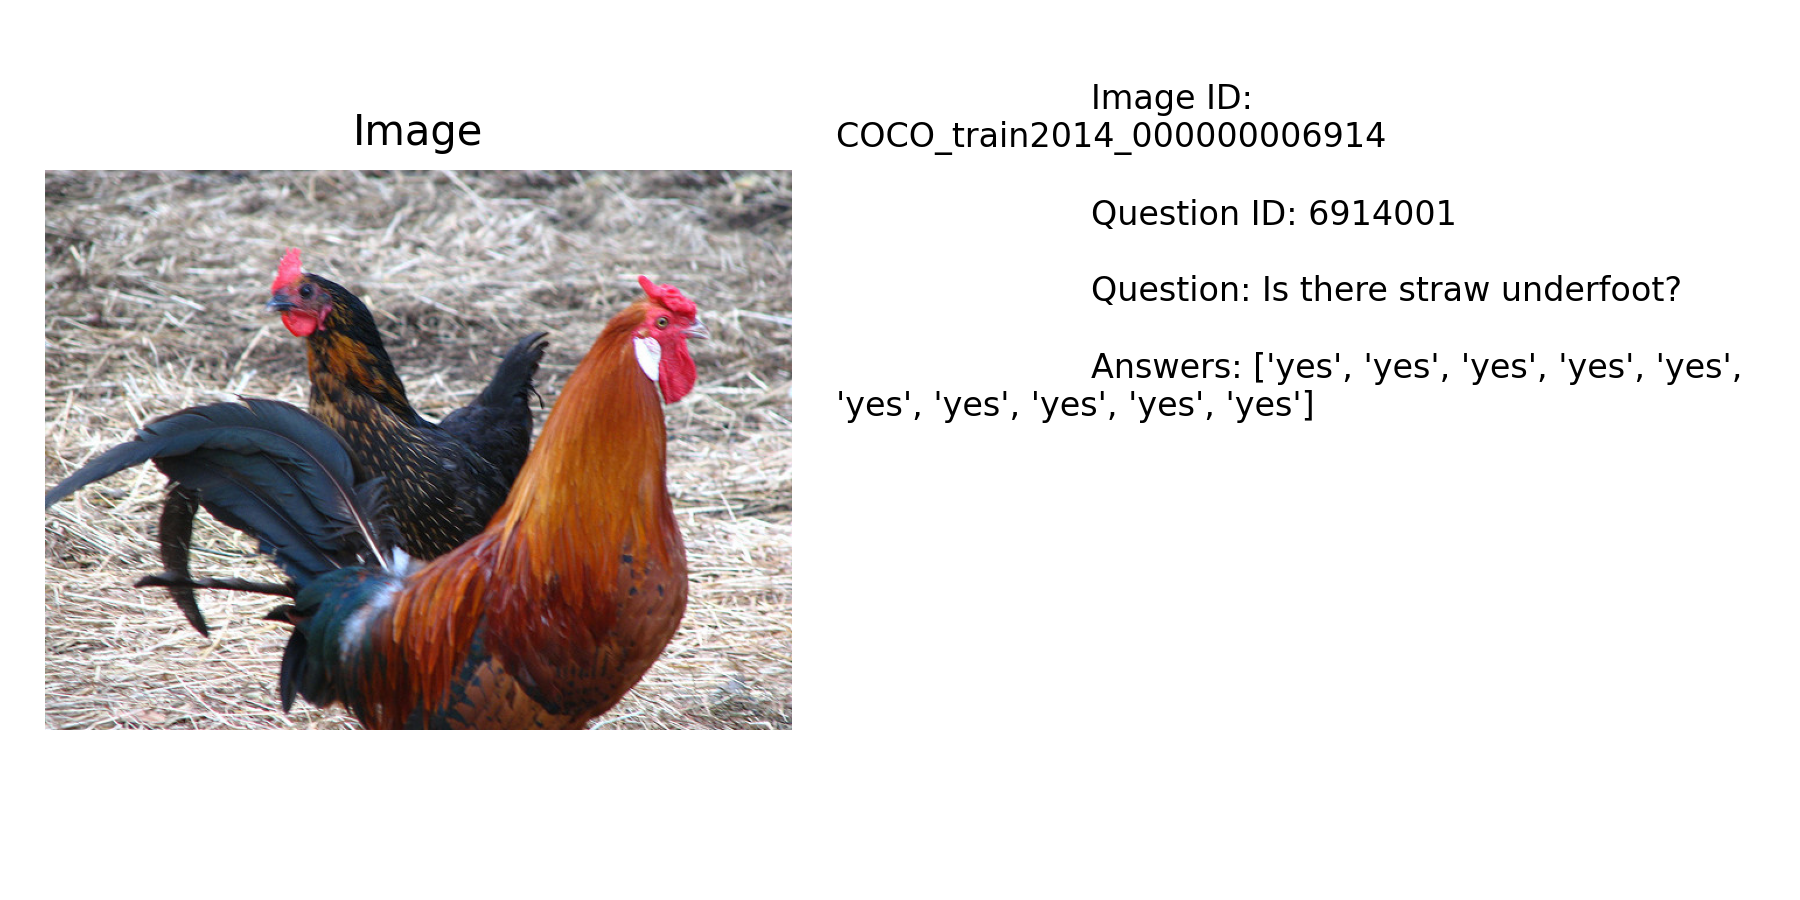 Image
Image ID:
COCO_train2014_000000006914
Question ID: 6914001
Question: Is there straw underfoot?
Answers: ['yes', 'yes', 'yes', 'yes', 'yes',
'yes', 'yes', 'yes', 'yes', 'yes']